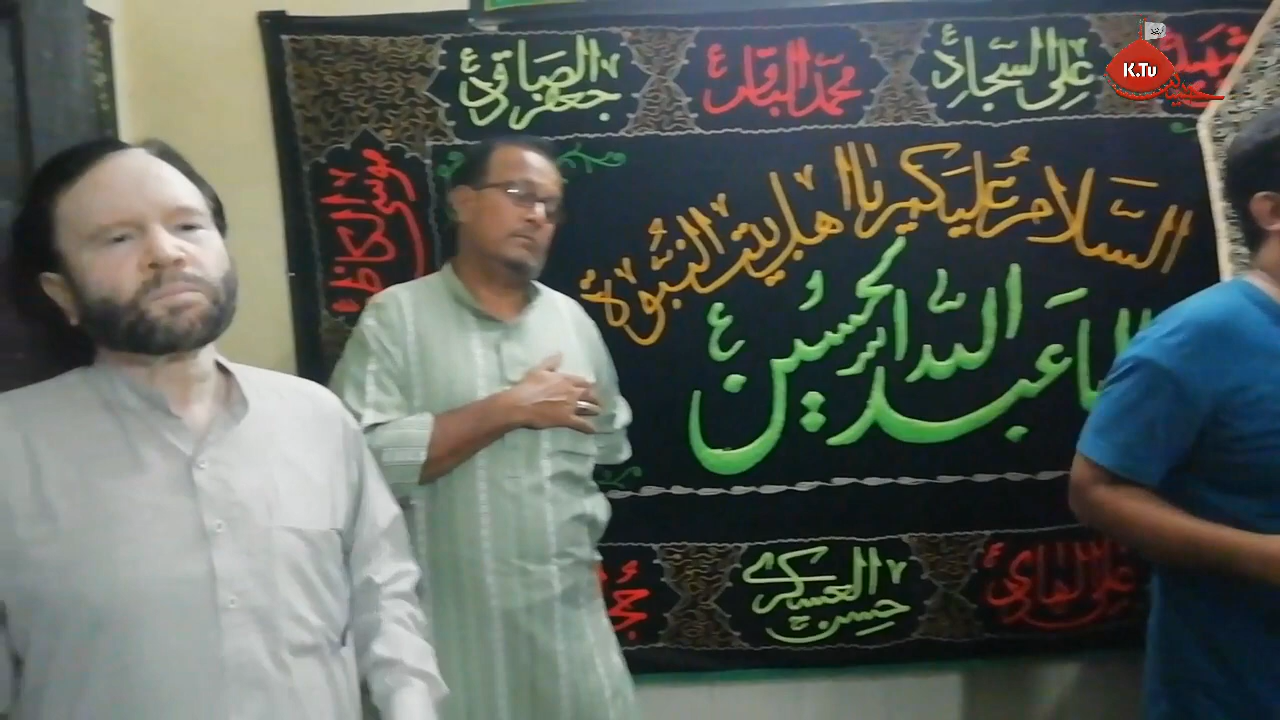 علی السجاد ع
محمد الباقر ع
جعفر الصادق ع
K.Tv
موسی الکاظم
السلام علیکم یا اهل بیت النبوة
یا ابا عبد الله الحسین ع
علی الهادی ع
حسن العسکری